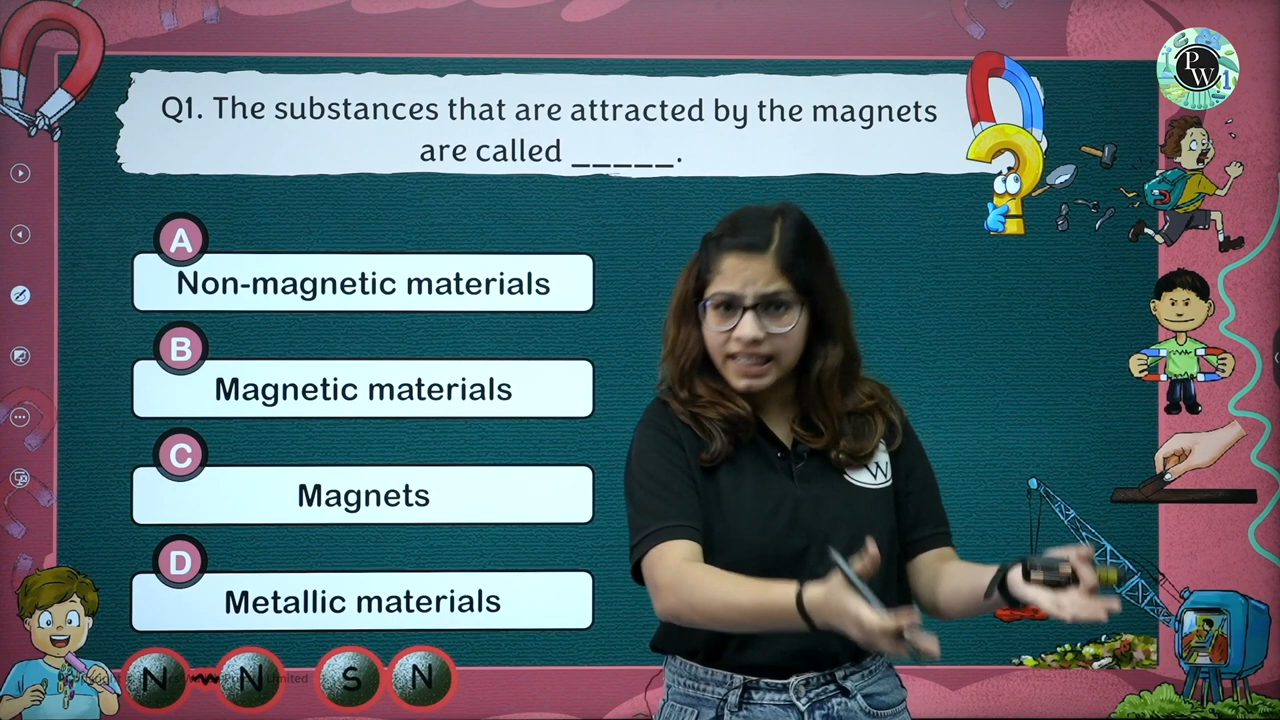 PW
Q1. The substances that are attracted by the magnets
are called _ _ _ _ _.
A
Non-magnetic materials
B
Magnetic materials
W
C
Magnets
D
Metallic materials
N N S N
Limited